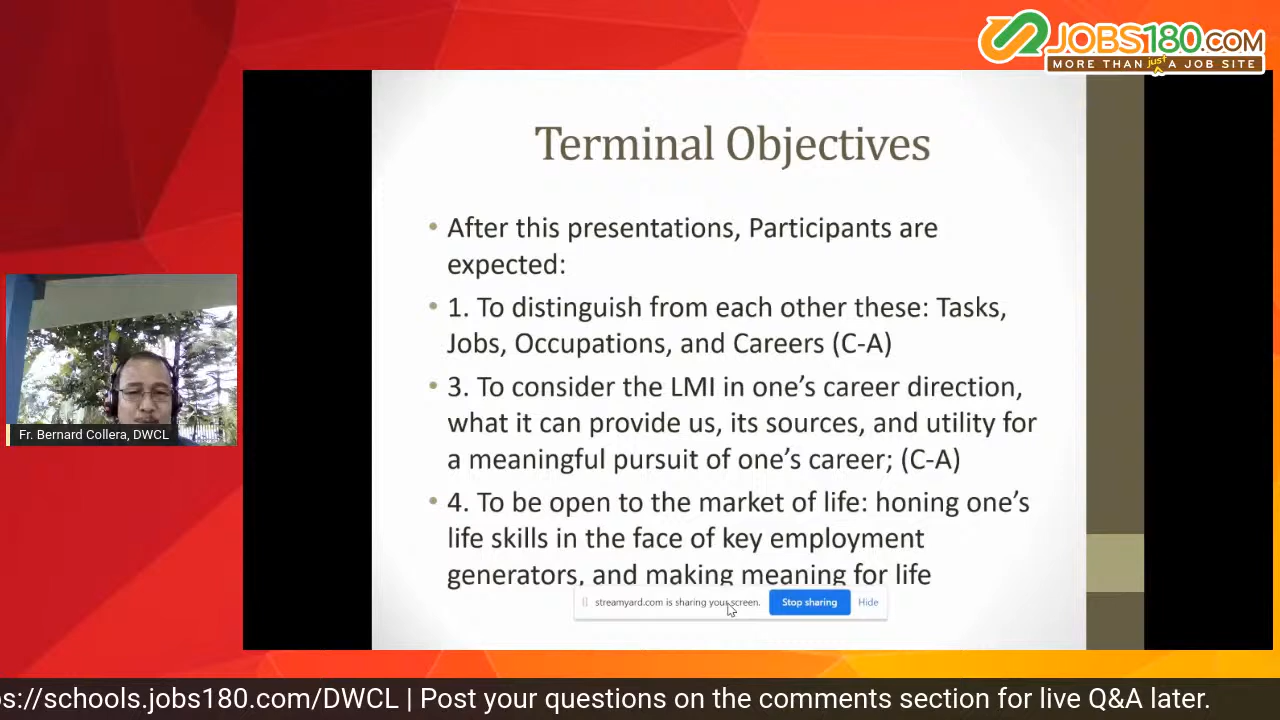 JOBS180.COM
MORE THAN just A JOB SITE
Terminal Objectives
• After this presentations, Participants are
expected:
• 1. To distinguish from each other these: Tasks,
Jobs, Occupations, and Careers (C-A)
• 3. To consider the LMI in one's career direction,
what it can provide us, its sources, and utility for
a meaningful pursuit of one's career; (C-A)
• 4. To be open to the market of life: honing one's
life skills in the face of key employment
generators, and making meaning for life
streamyard.com is sharing your screen.
Stop sharing
Hide
Fr. Bernard Collera, DWCL
ps://schools.jobs180.com/DWCL | Post your questions on the comments section for live Q&A later.